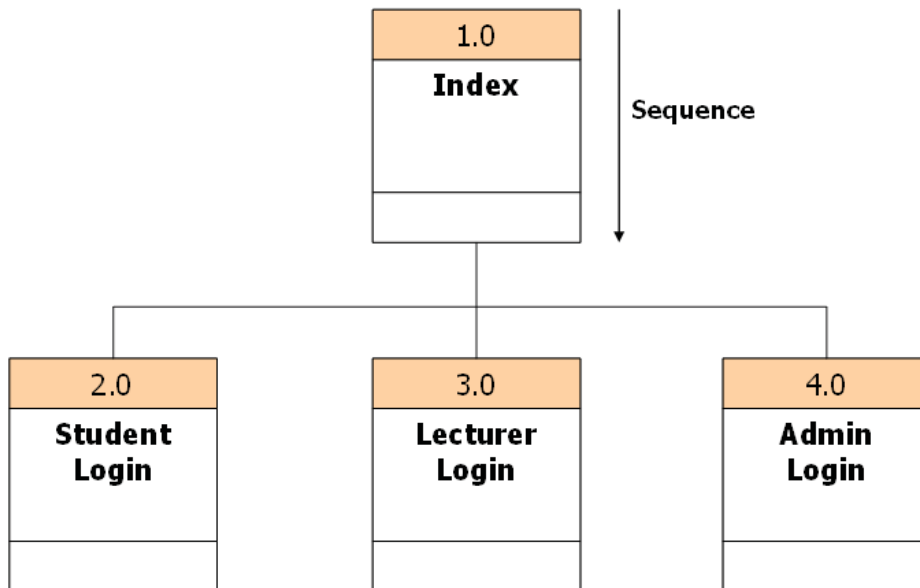 1.0
Index
Sequence
2.0
Student
Login
3.0
Lecturer
Login
4.0
Admin
Login